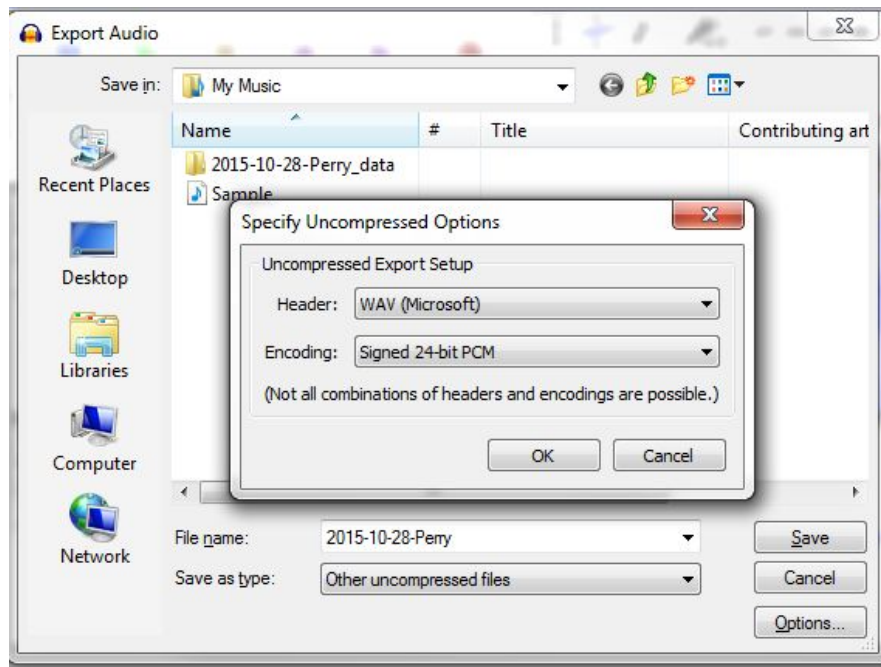 Export Audio
Save in: My Music
Name # Title Contributing art
2015-10-28-Perry_data
Sample
Recent Places
Desktop
Libraries
Computer
Network
Specify Uncompressed Options
Uncompressed Export Setup
Header: WAV (Microsoft)
Encoding: Signed 24-bit PCM
(Not all combinations of headers and encodings are possible.)
OK Cancel
File name: 2015-10-28-Perry Save
Save as type: Other uncompressed files Cancel
Options...